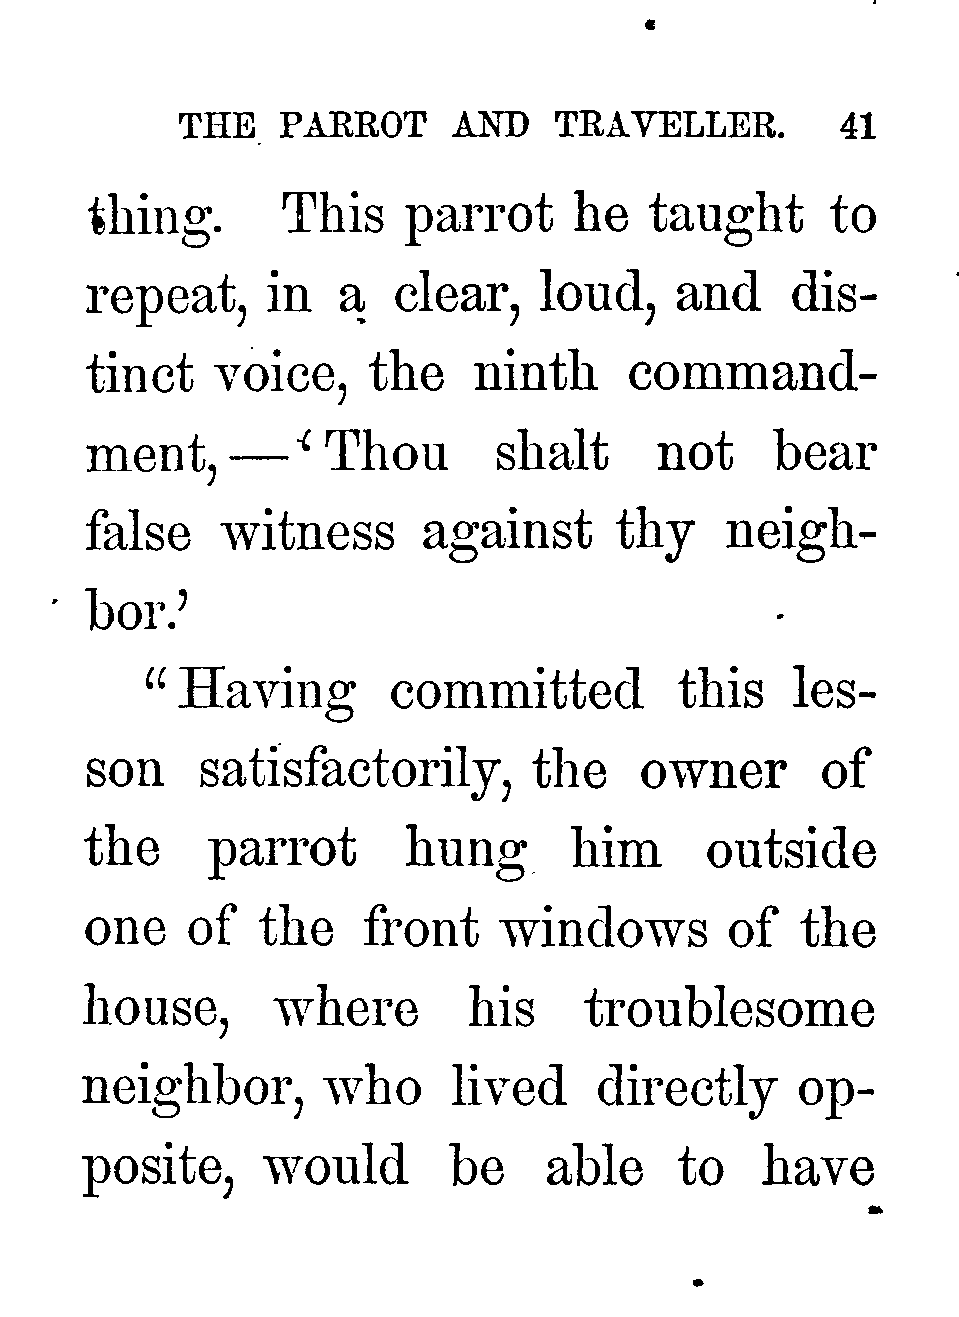 THE PARROT AND TRAVELLER. 41
thing. This parrot he taught to
repeat, in a clear, loud, and dis-
tinct voice, the ninth command-
ment,—‘Thou shalt not bear
false witness against thy neigh-
bor.’
“Having committed this les-
son satisfactorily, the owner of
the parrot hung him outside
one of the front windows of the
house, where his troublesome
neighbor, who lived directly op-
posite, would be able to have